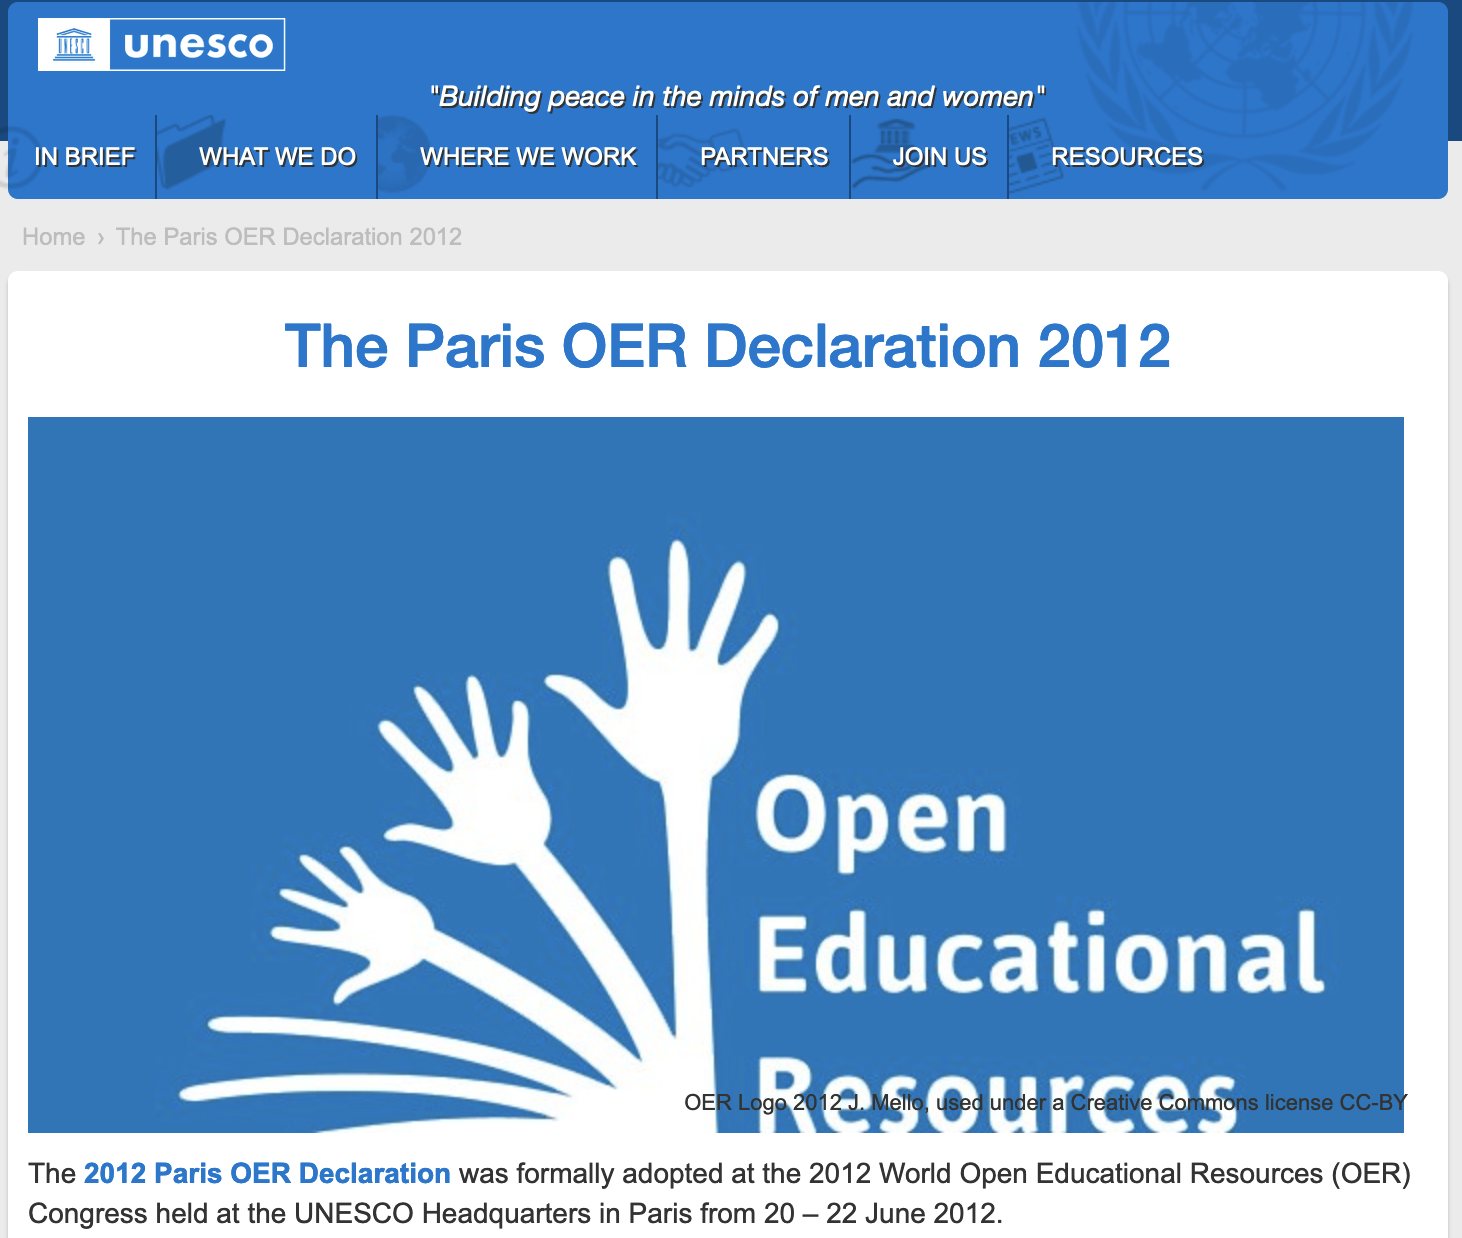 unesco
"Building peace in the minds of men and women"
IN BRIEF WHAT WE DO WHERE WE WORK PARTNERS JOIN US NEWS RESOURCES
Home › The Paris OER Declaration 2012
The Paris OER Declaration 2012
Open
Educational
Resources
OER Logo 2012 J. Mello, used under a Creative Commons license CC-BY
The 2012 Paris OER Declaration was formally adopted at the 2012 World Open Educational Resources (OER)
Congress held at the UNESCO Headquarters in Paris from 20 – 22 June 2012.